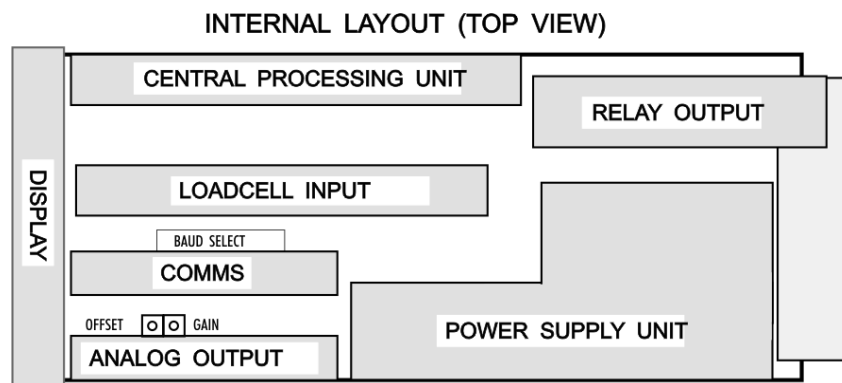 INTERNAL LAYOUT (TOP VIEW)
CENTRAL PROCESSING UNIT
RELAY OUTPUT
DISPLAY
LOADCELL INPUT
BAUD SELECT
COMMS
OFFSET
GAIN
ANALOG OUTPUT
POWER SUPPLY UNIT